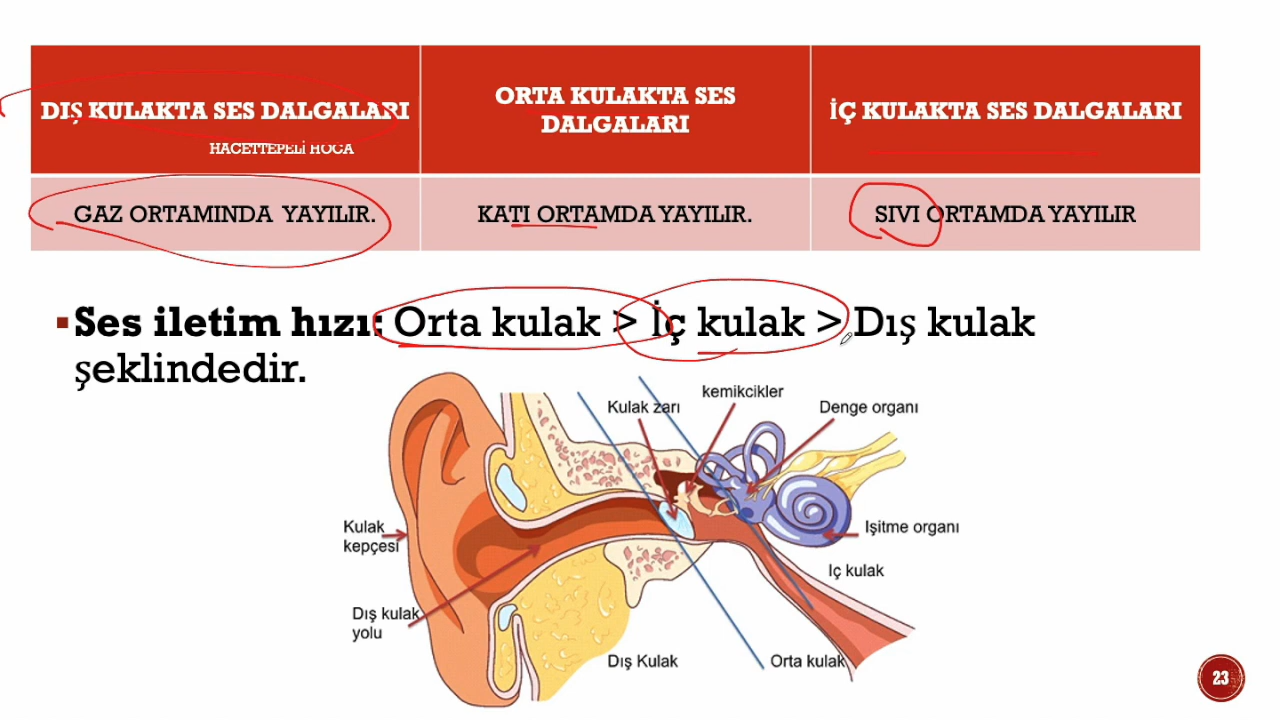 DIŞ KULAKTA SES DALGALARI
HACETTEPELİ HOCA
ORTA KULAKTA SES
DALGALARI
İÇ KULAKTA SES DALGALARI
GAZ ORTAMINDA YAYILIR.
KATI ORTAMDA YAYILIR.
SIVI ORTAMDA YAYILIR
Ses iletim hızı: Orta kulak > İç kulak > Dış kulak
şeklindedir.
kemikcikler
Kulak zarı
Denge organı
Kulak
kepçesi
Işitme organı
Iç kulak
Dış kulak
yolu
Dış Kulak
Orta kulak
23